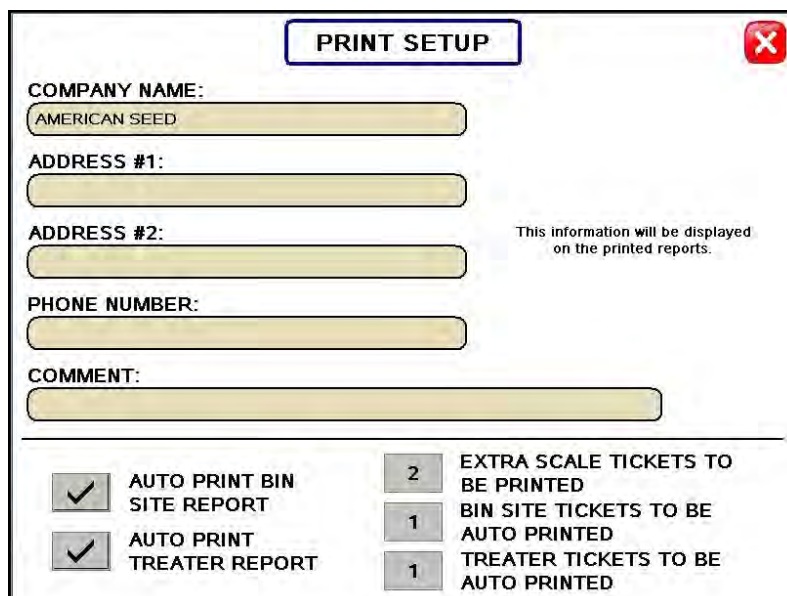 PRINT SETUP
COMPANY NAME:
AMERICAN SEED
ADDRESS #1:
ADDRESS #2:
This information will be displayed
on the printed reports.
PHONE NUMBER:
COMMENT:
AUTO PRINT BIN
SITE REPORT
AUTO PRINT
TREATER REPORT
2
EXTRA SCALE TICKETS TO
BE PRINTED
1
BIN SITE TICKETS TO BE
AUTO PRINTED
1
TREATER TICKETS TO BE
AUTO PRINTED